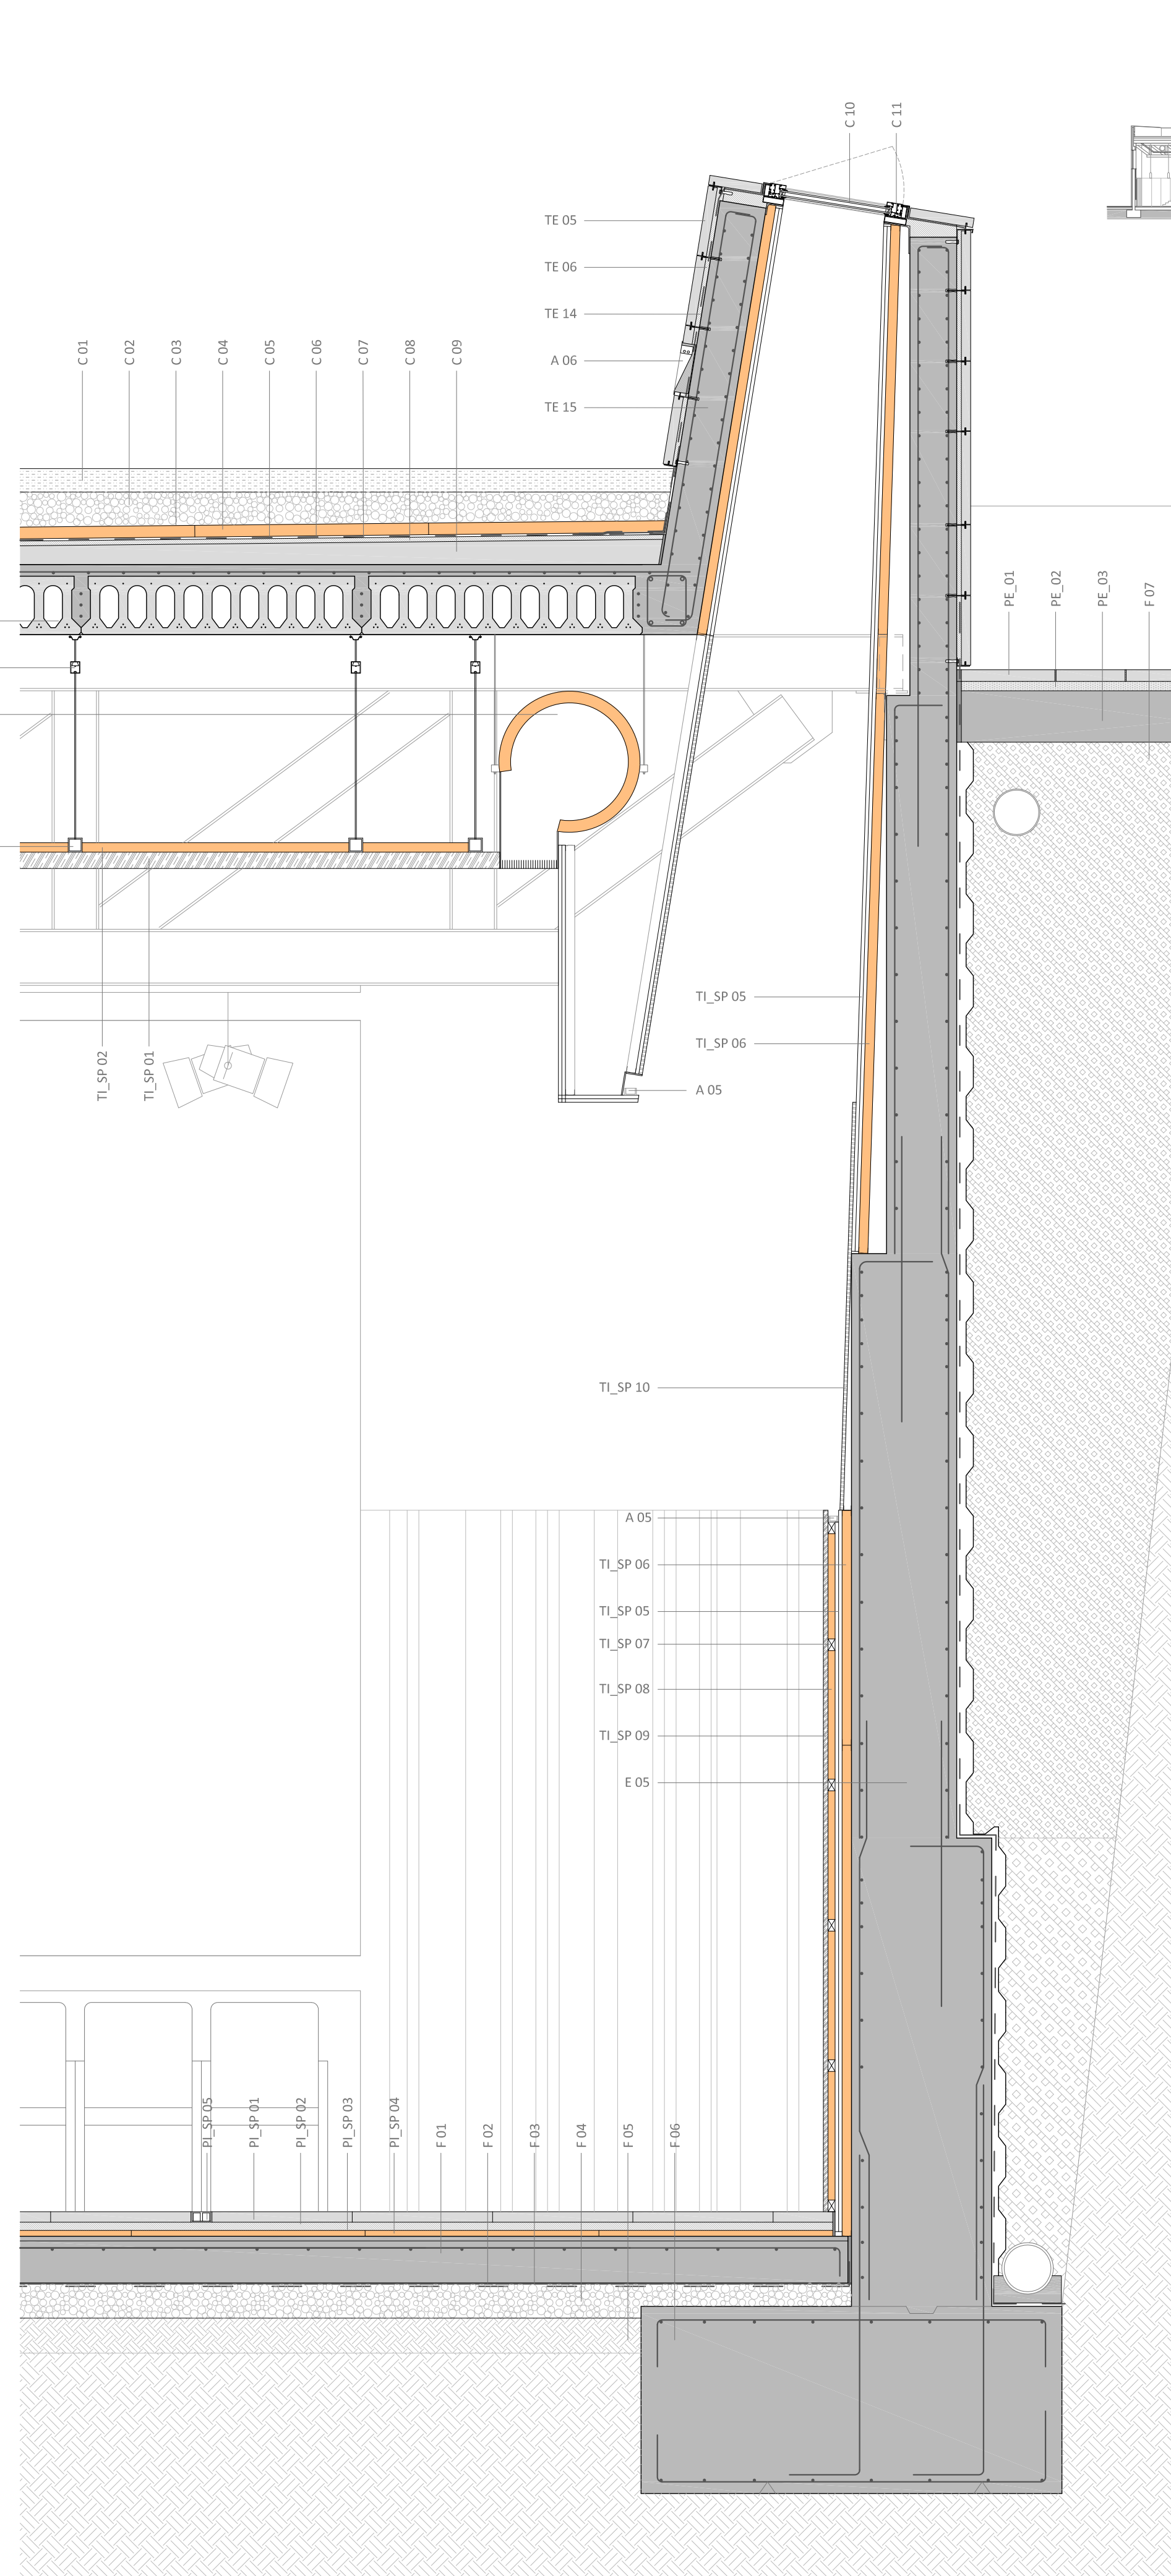 C 10
C 11
TE 05
TE 06
TE 14
A 06
TE 15
C 01
C 02
C 03
C 04
C 05
C 06
C 07
C 08
C 09
PE_01
PE_02
PE_03
F 07
TI_SP 05
TI_SP 06
A 05
TI_SP 02
TI_SP 01
TI_SP 10
A 05
TI_SP 06
TI_SP 05
TI_SP 07
TI_SP 08
TI_SP 09
E 05
PI_SP 05
PI_SP 01
PI_SP 02
PI_SP 03
PI_SP 04
F 01
F 02
F 03
F 04
F 05
F 06